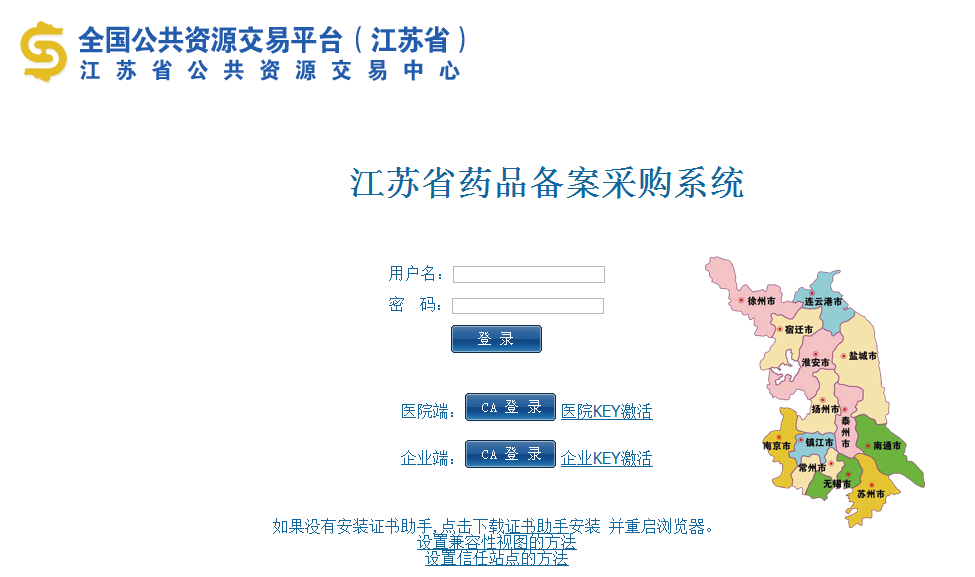 全国公共资源交易平台（江苏省）
江苏省公共资源交易中心
江苏省药品备案采购系统
用户名：
密 码：
登 录
医院端： CA 登 录 医院KEY激活
企业端： CA 登 录 企业KEY激活
如果没有安装证书助手,点击下载证书助手安装 并重启浏览器。
设置兼容性视图的方法
设置信任站点的方法
徐州市
连云港市
宿迁市
淮安市
盐城市
扬州市
泰州市
南京市
镇江市
南通市
常州市
无锡市
苏州市